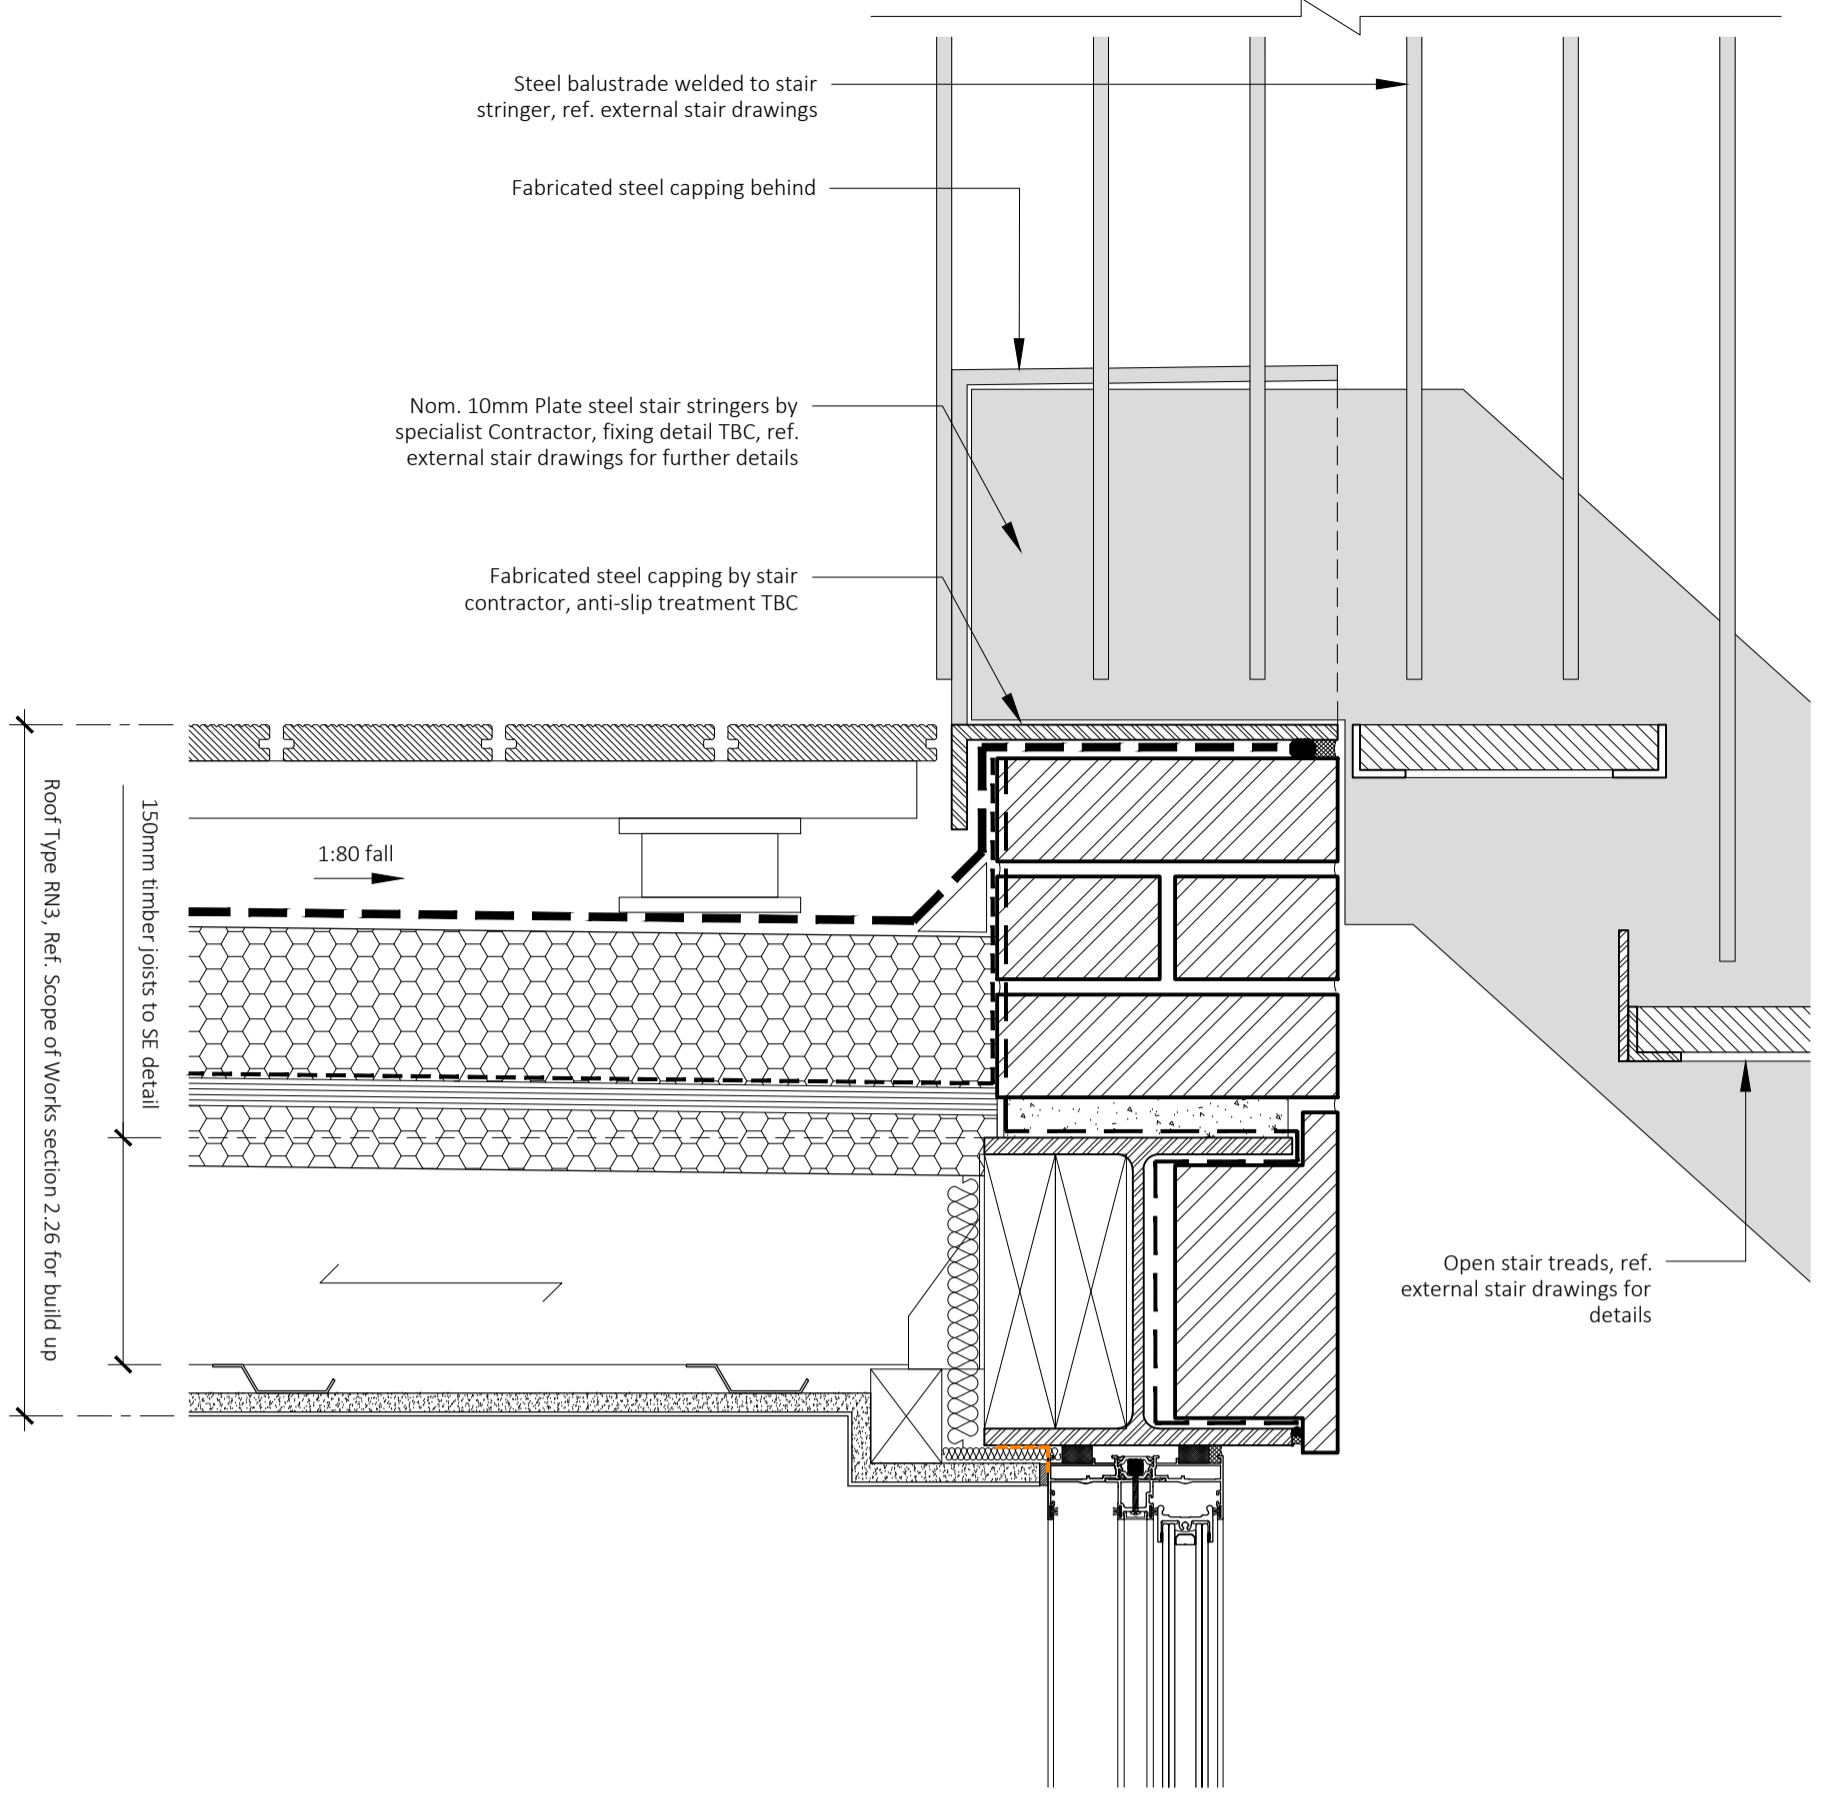 Steel balustrade welded to stair
stringer, ref. external stair drawings
Fabricated steel capping behind
Nom. 10mm Plate steel stair stringers by
specialist Contractor, fixing detail TBC, ref.
external stair drawings for further details
Fabricated steel capping by stair
contractor, anti-slip treatment TBC
1:80 fall
150mm timber joists to SE detail
Roof Type RN3, Ref. Scope of Works section 2.26 for build up
Open stair treads, ref.
external stair drawings for
details